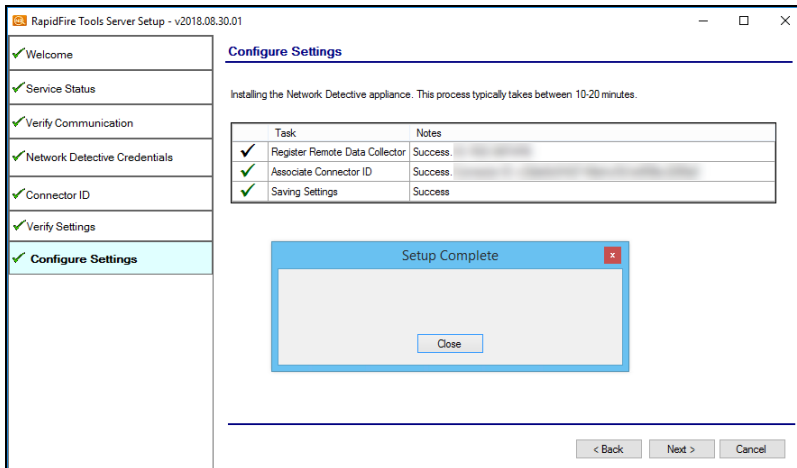 RapidFire Tools Server Setup - v2018.08.30.01
Welcome
Service Status
Verify Communication
Network Detective Credentials
Connector ID
Verify Settings
Configure Settings
Configure Settings
Installing the Network Detective appliance. This process typically takes between 10-20 minutes.
Task Notes
Register Remote Data Collector Success.
Associate Connector ID Success.
Saving Settings Success
Setup Complete
x
Close
< Back Next > Cancel